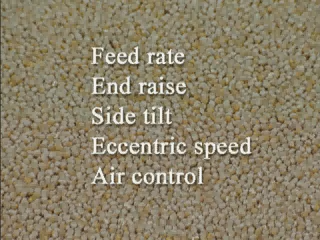 Feed rate
End raise
Side tilt
Eccentric speed
Air control